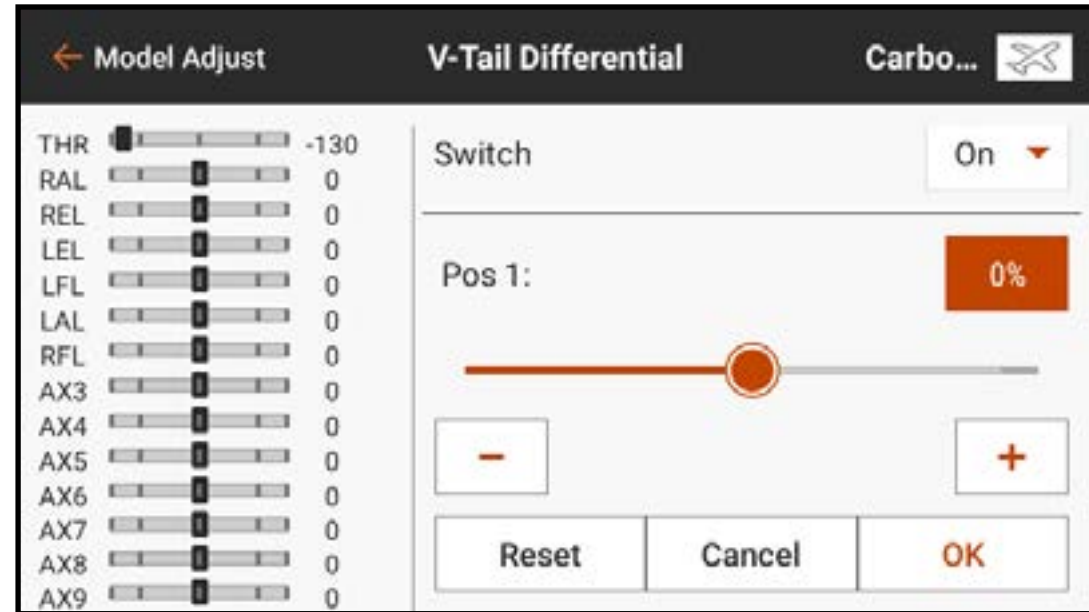 Model Adjust
V-Tail Differential
Carbo...
THR -130
RAL 0
REL 0
LEL 0
LFL 0
LAL 0
RFL 0
AX3 0
AX4 0
AX5 0
AX6 0
AX7 0
AX8 0
AX9 0
Switch On
Pos 1: 0%
− +
Reset Cancel OK